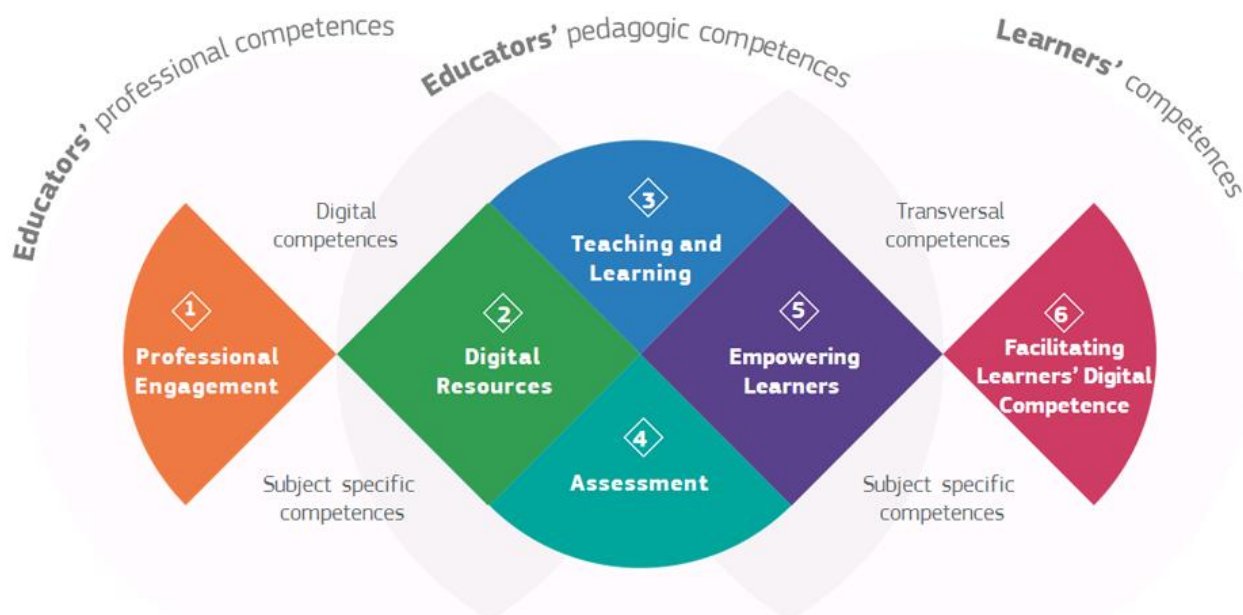 Educators' professional competences
Educators' pedagogic competences
Learners' competences
Digital
competences
Transversal
competences
1
Professional
Engagement
2
Digital
Resources
3
Teaching and
Learning
4
Assessment
5
Empowering
Learners
6
Facilitating
Learners' Digital
Competence
Subject specific
competences
Subject specific
competences